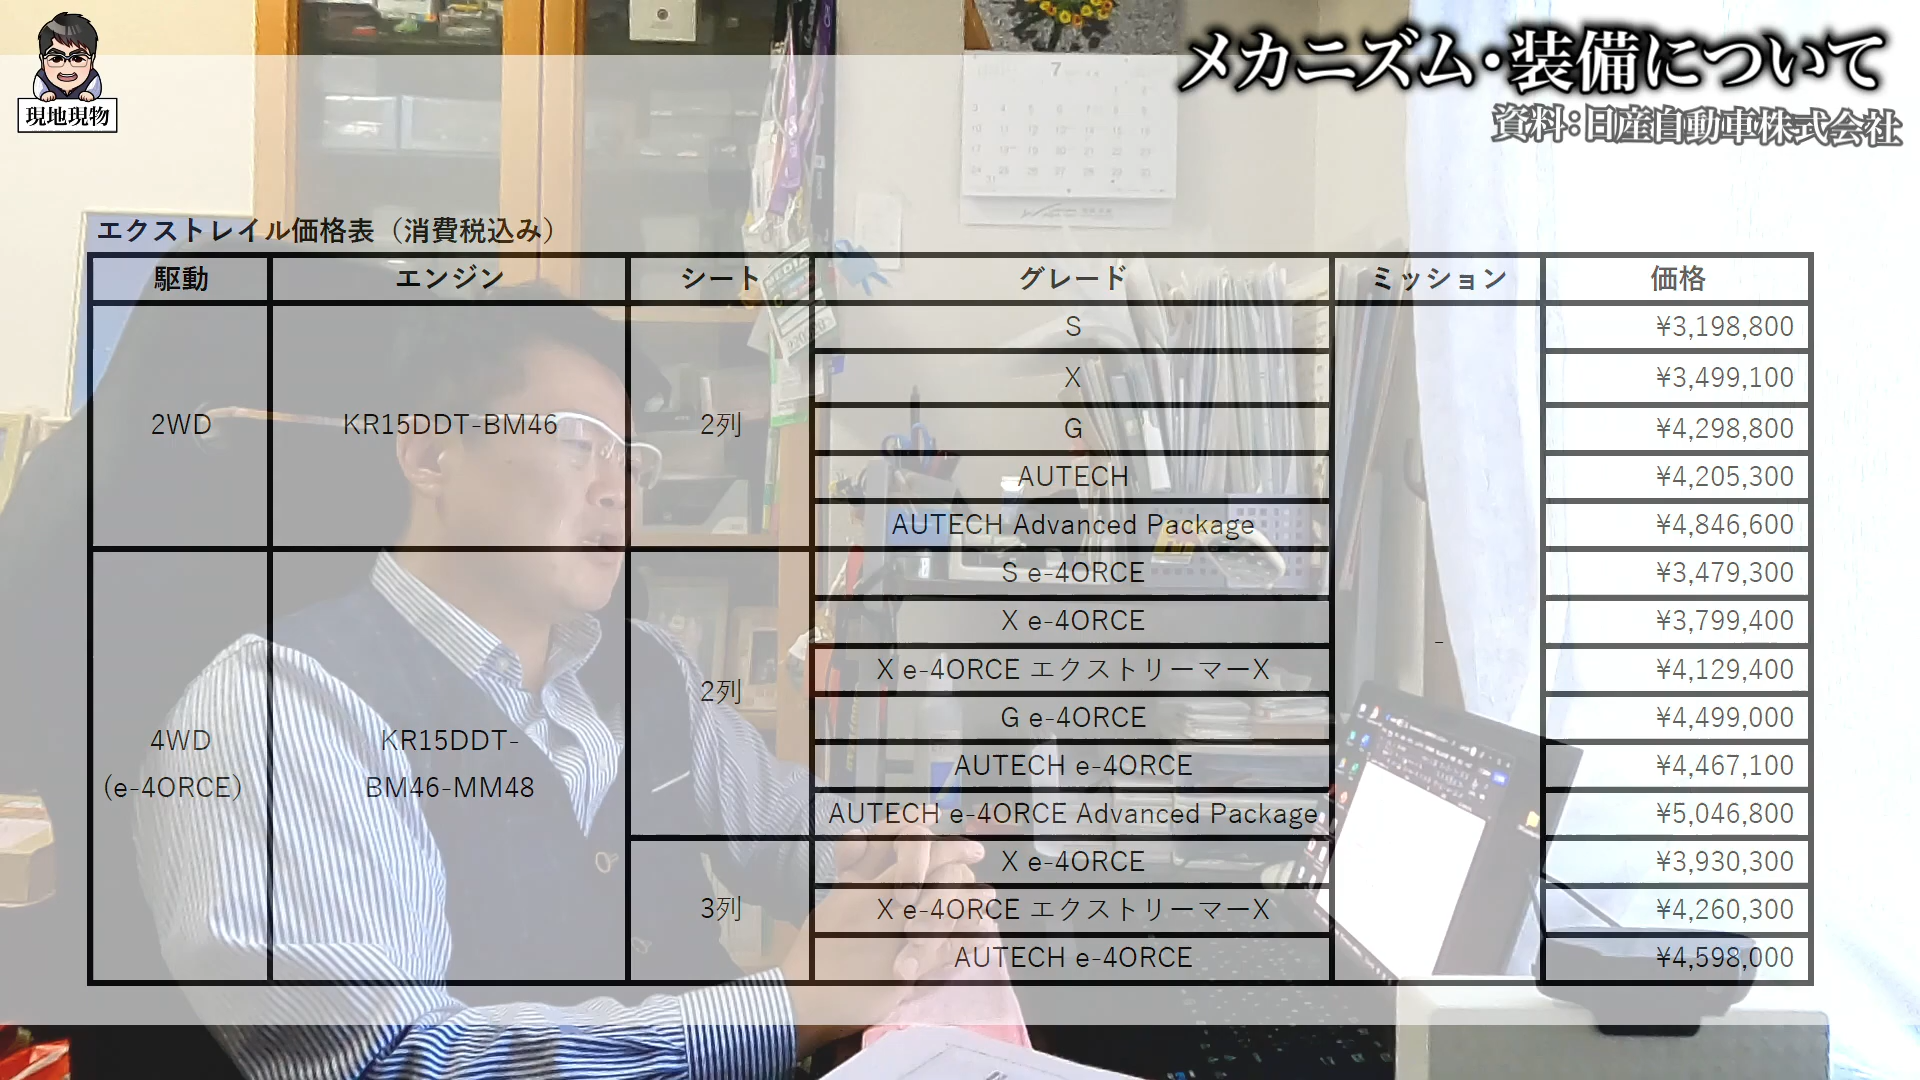 現地現物
メカニズム・装備について
資料：日産自動車株式会社
7
エクストレイル価格表（消費税込み）
駆動 エンジン シート グレード ミッション 価格
2WD KR15DDT-BM46 2列 S - ¥3,198,800
X ¥3,499,100
G ¥4,298,800
AUTECH ¥4,205,300
AUTECH Advanced Package ¥4,846,600
4WD
(e-4ORCE)
KR15DDT-
BM46-MM48
2列
S e-4ORCE ¥3,479,300
X e-4ORCE ¥3,799,400
X e-4ORCE エクストリーマーX ¥4,129,400
G e-4ORCE ¥4,499,000
AUTECH e-4ORCE ¥4,467,100
AUTECH e-4ORCE Advanced Package ¥5,046,800
3列
X e-4ORCE ¥3,930,300
X e-4ORCE エクストリーマーX ¥4,260,300
AUTECH e-4ORCE ¥4,598,000